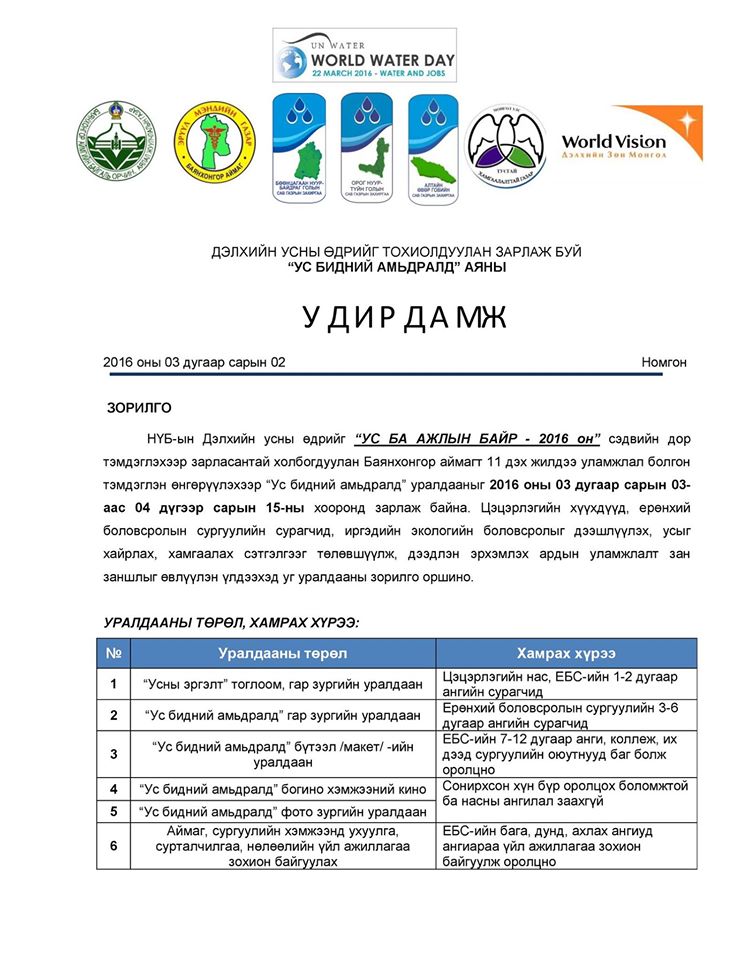 UN WATER
WORLD WATER DAY
22 MARCH 2016 - WATER AND JOBS
ЭРҮҮЛ МЭНДИЙН ГАЗАР
БАЯНХОНГОР АЙМАГ
БӨӨНЦАГААН НУУР-
БАЙДРАГ ГОЛЫН
САВ ГАЗРЫН ЗАХИРГАА
ОРОГ НУУР-
ТҮЙН ГОЛЫН
САВ ГАЗРЫН ЗАХИРГАА
АЛТАЙН
ӨВӨР ГОВИЙН
САВ ГАЗРЫН ЗАХИРГАА
МОНГОЛ УЛС
ТУСГАЙ
ХАМГААЛАЛТТАЙ ГАЗАР
World Vision
Дэлхийн Зөн Монгол
ДЭЛХИЙН УСНЫ ӨДРИЙГ ТОХИОЛДУУЛАН ЗАРЛАЖ БУЙ
“УС БИДНИЙ АМЬДРАЛД” АЯНЫ
УДИРДАМЖ
2016 оны 03 дугаар сарын 02 Номгон
ЗОРИЛГО
НҮБ-ын Дэлхийн усны өдрийг “УС БА АЖЛЫН БАЙР - 2016 он” сэдвийн дор
тэмдэглэхээр зарласантай холбогдуулан Баянхонгор аймагт 11 дэх жилдээ уламжлал болгон
тэмдэглэн өнгөрүүлэхээр “Ус бидний амьдралд” уралдааныг 2016 оны 03 дугаар сарын 03-
аас 04 дүгээр сарын 15-ны хооронд зарлаж байна. Цэцэрлэгийн хүүхдүүд, ерөнхий
боловсролын сургуулийн сурагчид, иргэдийн экологийн боловсролыг дээшлүүлэх, усыг
хайрлах, хамгаалах сэтгэлгээг төлөвшүүлж, дээдлэн эрхэмлэх ардын уламжлалт зан
заншлыг өвлүүлэн үлдээхэд уг уралдааны зорилго оршино.
УРАЛДААНЫ ТӨРӨЛ, ХАМРАХ ХҮРЭЭ:
№ Уралдааны төрөл Хамрах хүрээ
1 “Усны эргэлт” тоглоом, гар зургийн уралдаан Цэцэрлэгийн нас, ЕБС-ийн 1-2 дугаар
ангийн сурагчид
2 “Ус бидний амьдралд” гар зургийн уралдаан Ерөнхий боловсролын сургуулийн 3-6
дугаар ангийн сурагчид
3 “Ус бидний амьдралд” бүтээл /макет/ -ийн
уралдаан ЕБС-ийн 7-12 дугаар анги, коллеж, их
дээд сургуулийн оюутнууд баг болж
оролцно
4 “Ус бидний амьдралд” богино хэмжээний кино Сонирхсон хүн бүр оролцох боломжтой
ба насны ангилал заахгүй
5 “Ус бидний амьдралд” фото зургийн уралдаан
6 Аймаг, сургуулийн хэмжээнд ухуулга,
сурталчилгаа, нөлөөлийн үйл ажиллагаа
зохион байгуулах ЕБС-ийн бага, дунд, ахлах ангиуд
ангиараа үйл ажиллагаа зохион
байгуулж оролцно